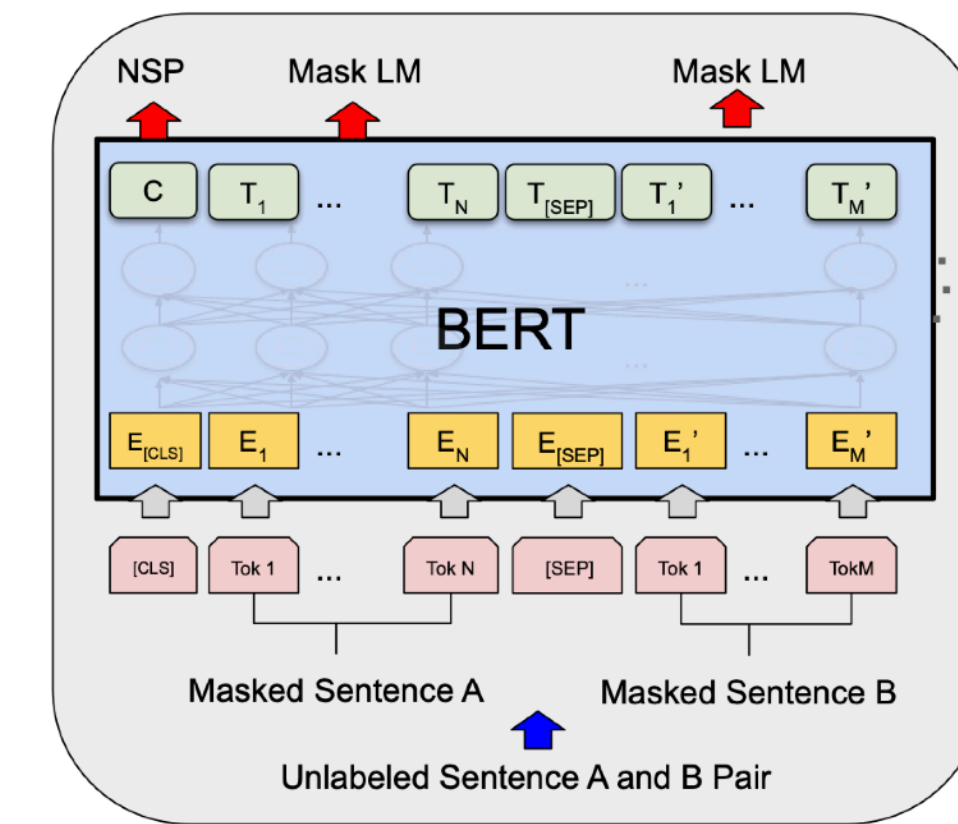 NSP Mask LM Mask LM
C T1 ... TN T[SEP] T1’ ... TM’
...
BERT
...
E[CLS] E1 ... EN E[SEP] E1’ ... EM’
[CLS] Tok 1 ... Tok N [SEP] Tok 1 ... TokM
Masked Sentence A Masked Sentence B
Unlabeled Sentence A and B Pair